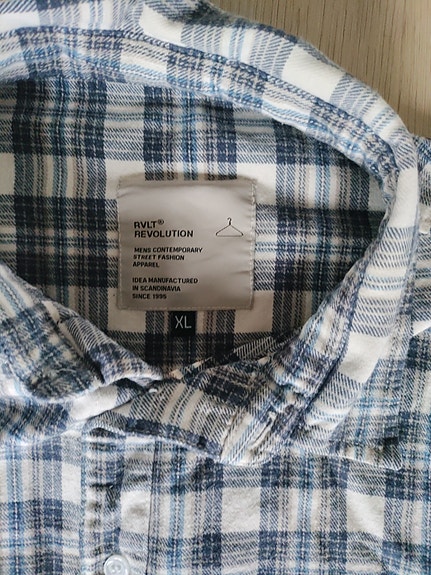 RVLT®
REVOLUTION
MENS CONTEMPORARY
STREET FASHION
APPAREL
IDEA MANUFACTURED
IN SCANDINAVIA
SINCE 1995
XL